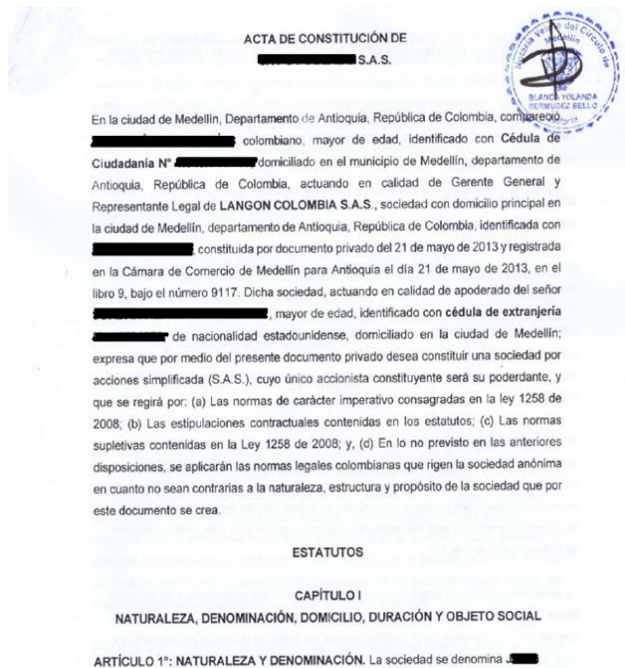 ACTA DE CONSTITUCIÓN DE
S.A.S.
Notaría Veinte del Círculo de
Medellín
BLANCA YOLANDA
BERMUDEZ BELLO
Notaria
En la ciudad de Medellín, Departamento de Antioquia, República de Colombia, compareció
colombiano, mayor de edad, identificado con Cédula de
Ciudadanía N° domiciliado en el municipio de Medellín, departamento de
Antioquia, República de Colombia, actuando en calidad de Gerente General y
Representante Legal de LANGON COLOMBIA S.A.S., sociedad con domicilio principal en
la ciudad de Medellín, departamento de Antioquia, República de Colombia, identificada con
, constituida por documento privado del 21 de mayo de 2013 y registrada
en la Cámara de Comercio de Medellín para Antioquia el día 21 de mayo de 2013, en el
libro 9, bajo el número 9117. Dicha sociedad, actuando en calidad de apoderado del señor
, mayor de edad, identificado con cédula de extranjería
de nacionalidad estadounidense, domiciliado en la ciudad de Medellín;
expresa que por medio del presente documento privado desea constituir una sociedad por
acciones simplificada (S.A.S.), cuyo único accionista constituyente será su poderdante, y
que se regirá por: (a) Las normas de carácter imperativo consagradas en la ley 1258 de
2008; (b) Las estipulaciones contractuales contenidas en los estatutos; (c) Las normas
supletivas contenidas en la Ley 1258 de 2008; y, (d) En lo no previsto en las anteriores
disposiciones, se aplicarán las normas legales colombianas que rigen la sociedad anónima
en cuanto no sean contrarias a la naturaleza, estructura y propósito de la sociedad que por
este documento se crea.
ESTATUTOS
CAPÍTULO I
NATURALEZA, DENOMINACIÓN, DOMICILIO, DURACIÓN Y OBJETO SOCIAL
ARTÍCULO 1°: NATURALEZA Y DENOMINACIÓN. La sociedad se denomina J